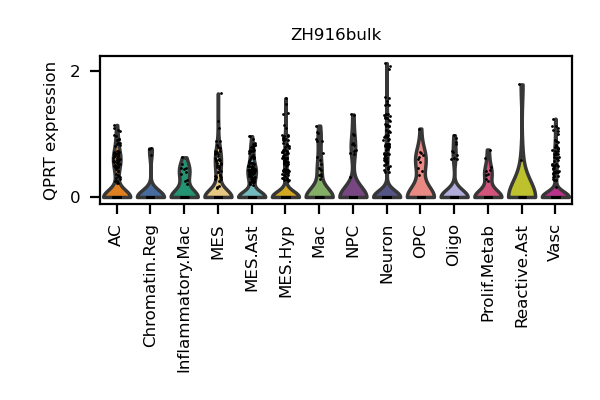 ZH916bulk
QPRT expression
2
0
AC
Chromatin.Reg
Inflammatory.Mac
MES
MES.Ast
MES.Hyp
Mac
NPC
Neuron
OPC
Oligo
Prolif.Metab
Reactive.Ast
Vasc